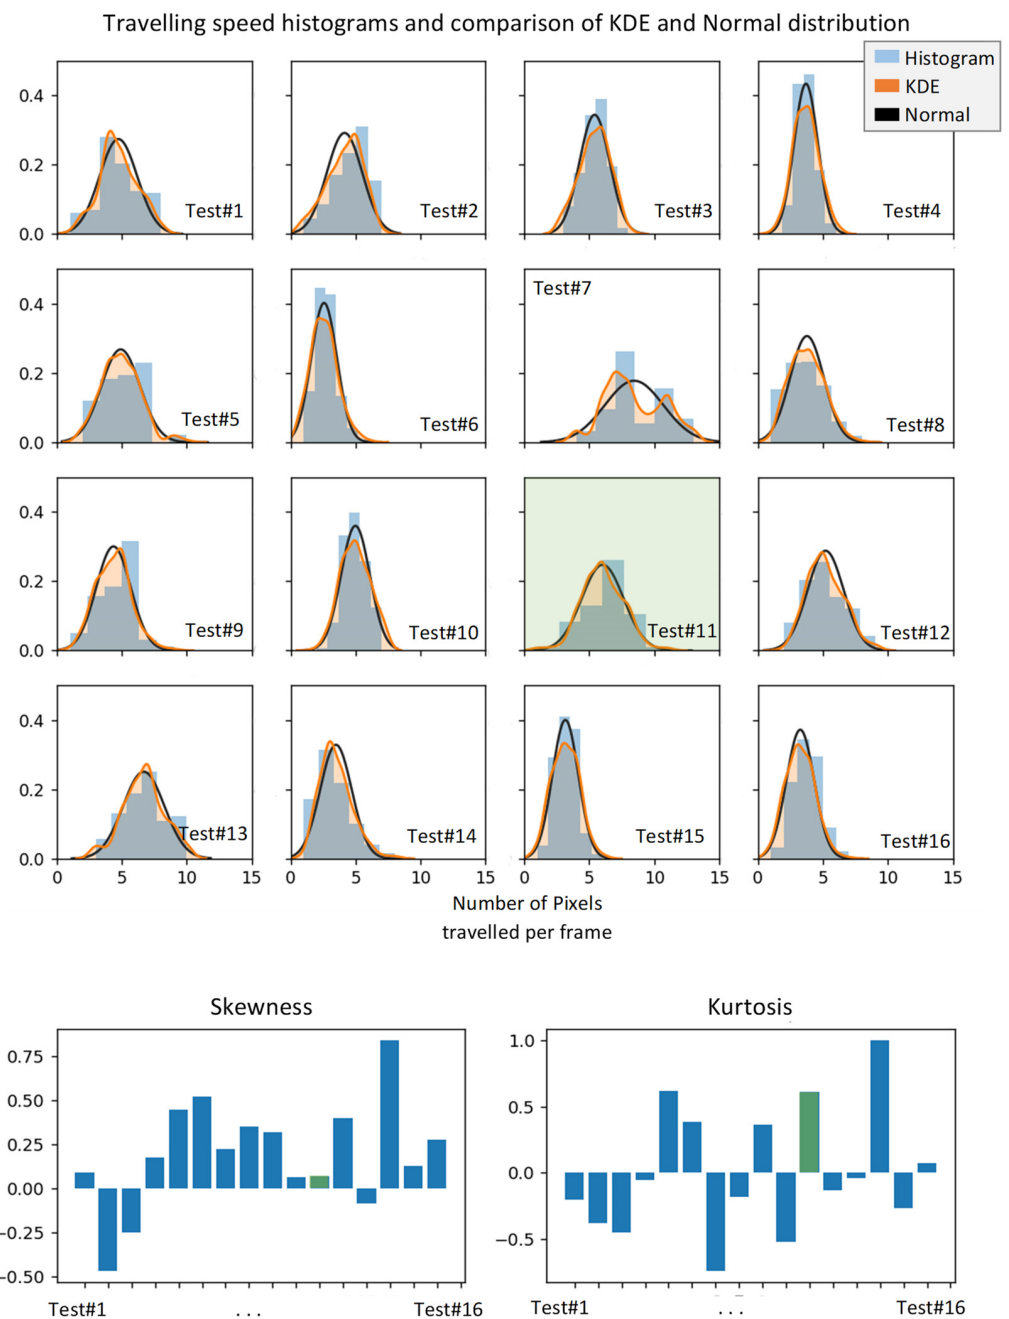 Travelling speed histograms and comparison of KDE and Normal distribution
Histogram
KDE
Normal
0.4
0.2
0.0
Test#1
Test#2
Test#3
Test#4
0.4
0.2
0.0
Test#5
Test#6
Test#7
Test#8
0.4
0.2
0.0
Test#9
Test#10
Test#11
Test#12
0.4
0.2
0.0
Test#13
Test#14
Test#15
Test#16
0 5 10 15
0 5 10 15
0 5 10 15
0 5 10 15
Number of Pixels
travelled per frame
Skewness
0.75
0.50
0.25
0.00
−0.25
−0.50
Test#1 ... Test#16
Kurtosis
1.0
0.5
0.0
−0.5
Test#1 ... Test#16